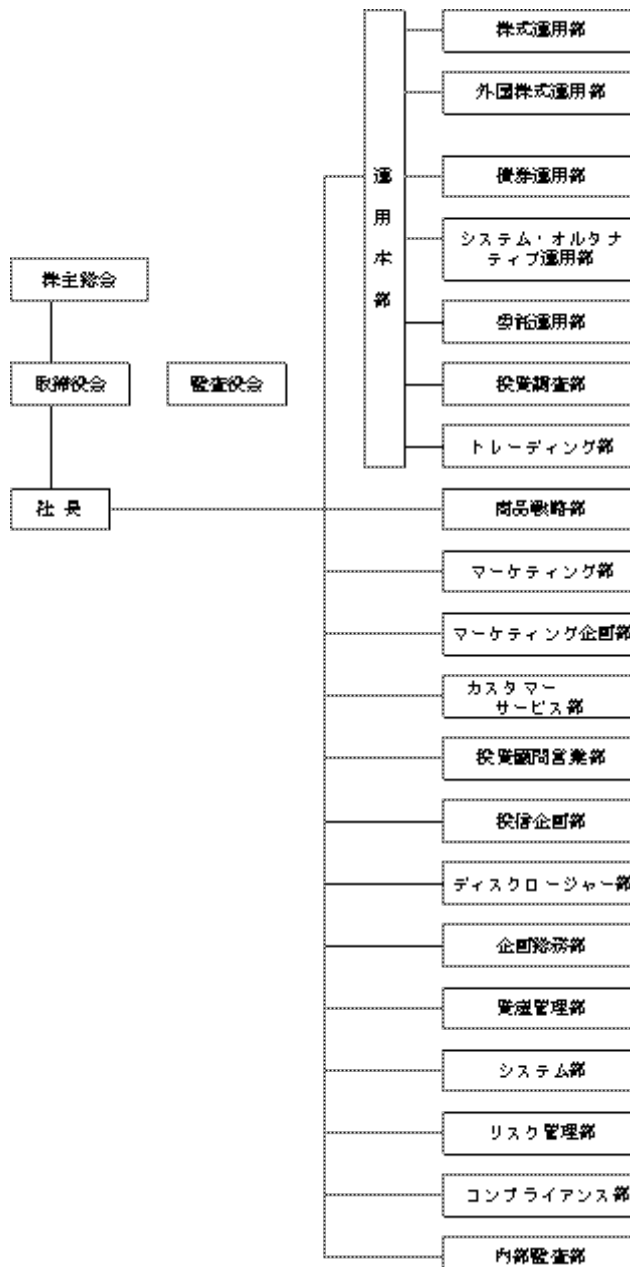 株式運用部
外国株式運用部
債券運用部
システム・オルタナ
ティブ運用部
委託運用部
投資調査部
トレーディング部
運用本部
株主総会
取締役会
監査役会
社長
商品戦略部
マーケティング部
マーケティング企画部
カスタマー
サービス部
投資顧問営業部
投信企画部
ディスクロージャー部
企画総務部
資産管理部
システム部
リスク管理部
コンプライアンス部
内部監査部